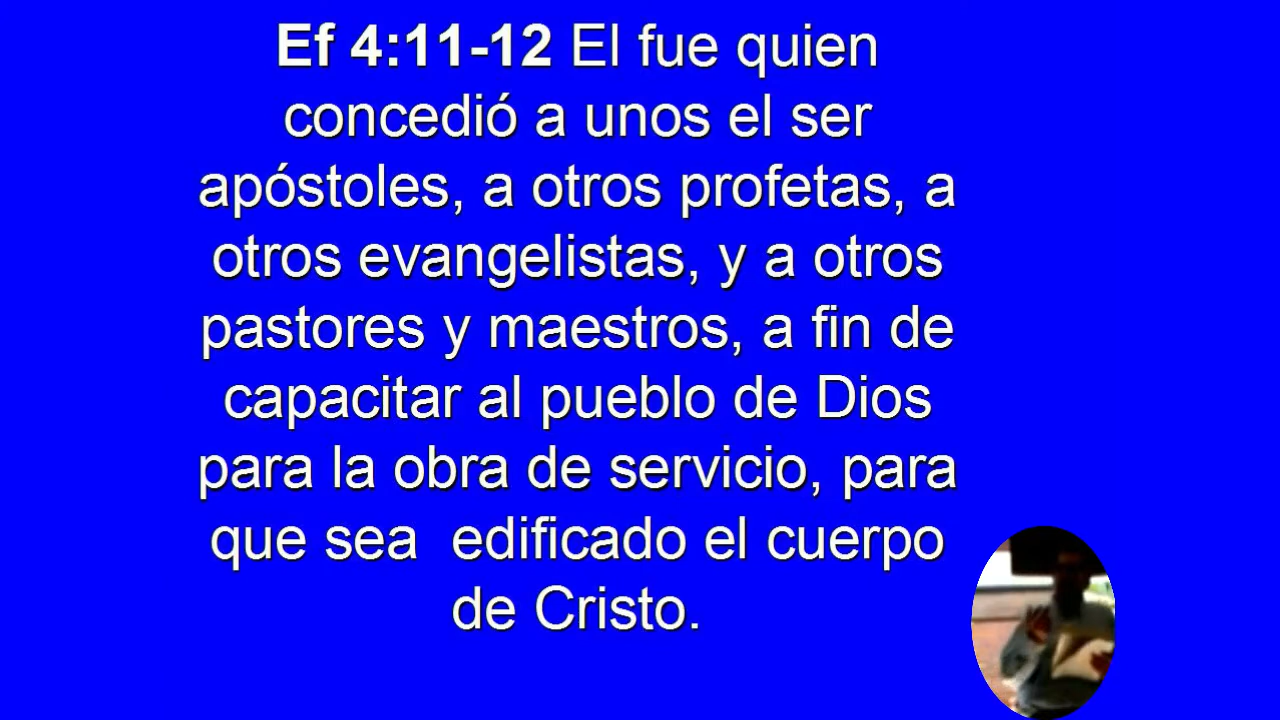 Ef 4:11-12 El fue quien
concedió a unos el ser
apóstoles, a otros profetas, a
otros evangelistas, y a otros
pastores y maestros, a fin de
capacitar al pueblo de Dios
para la obra de servicio, para
que sea  edificado el cuerpo
de Cristo.